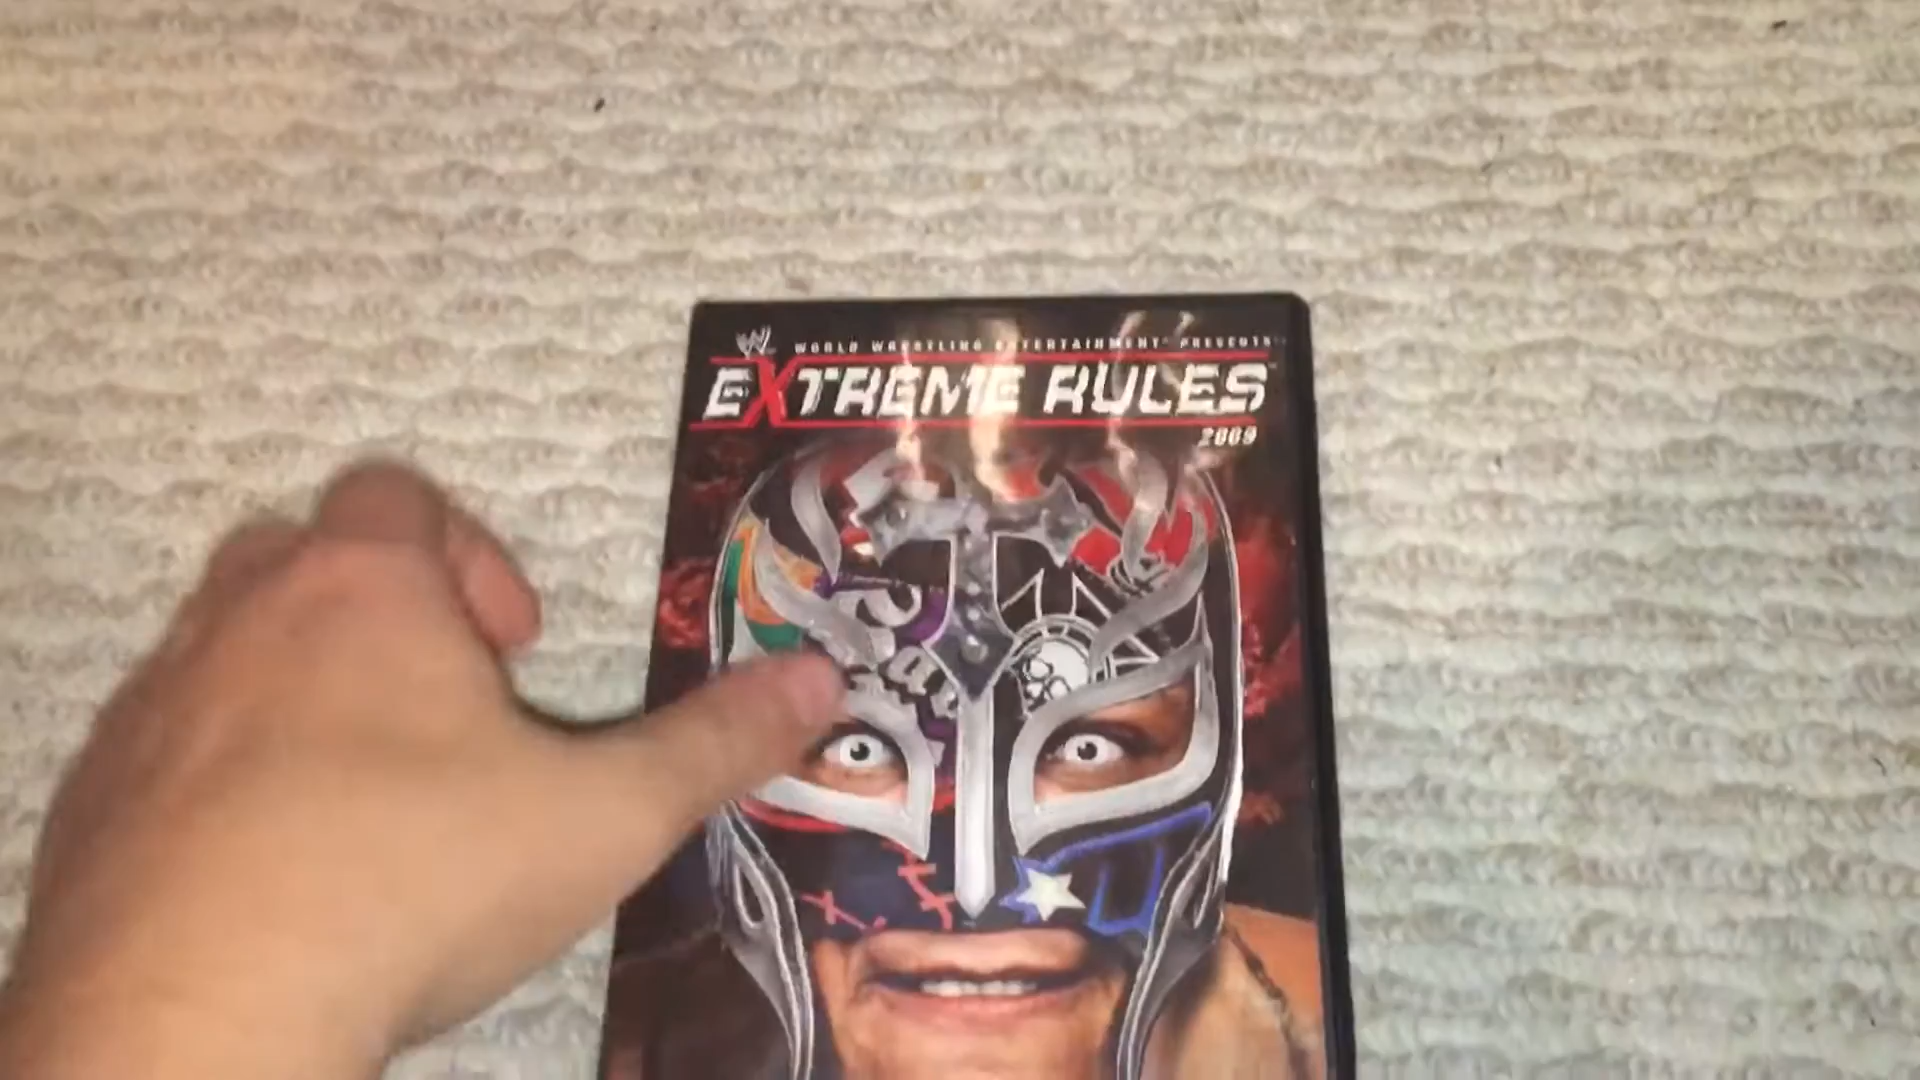 W
WORLD WRESTLING ENTERTAINMENT PRESENTS
EXTREME RULES
2009